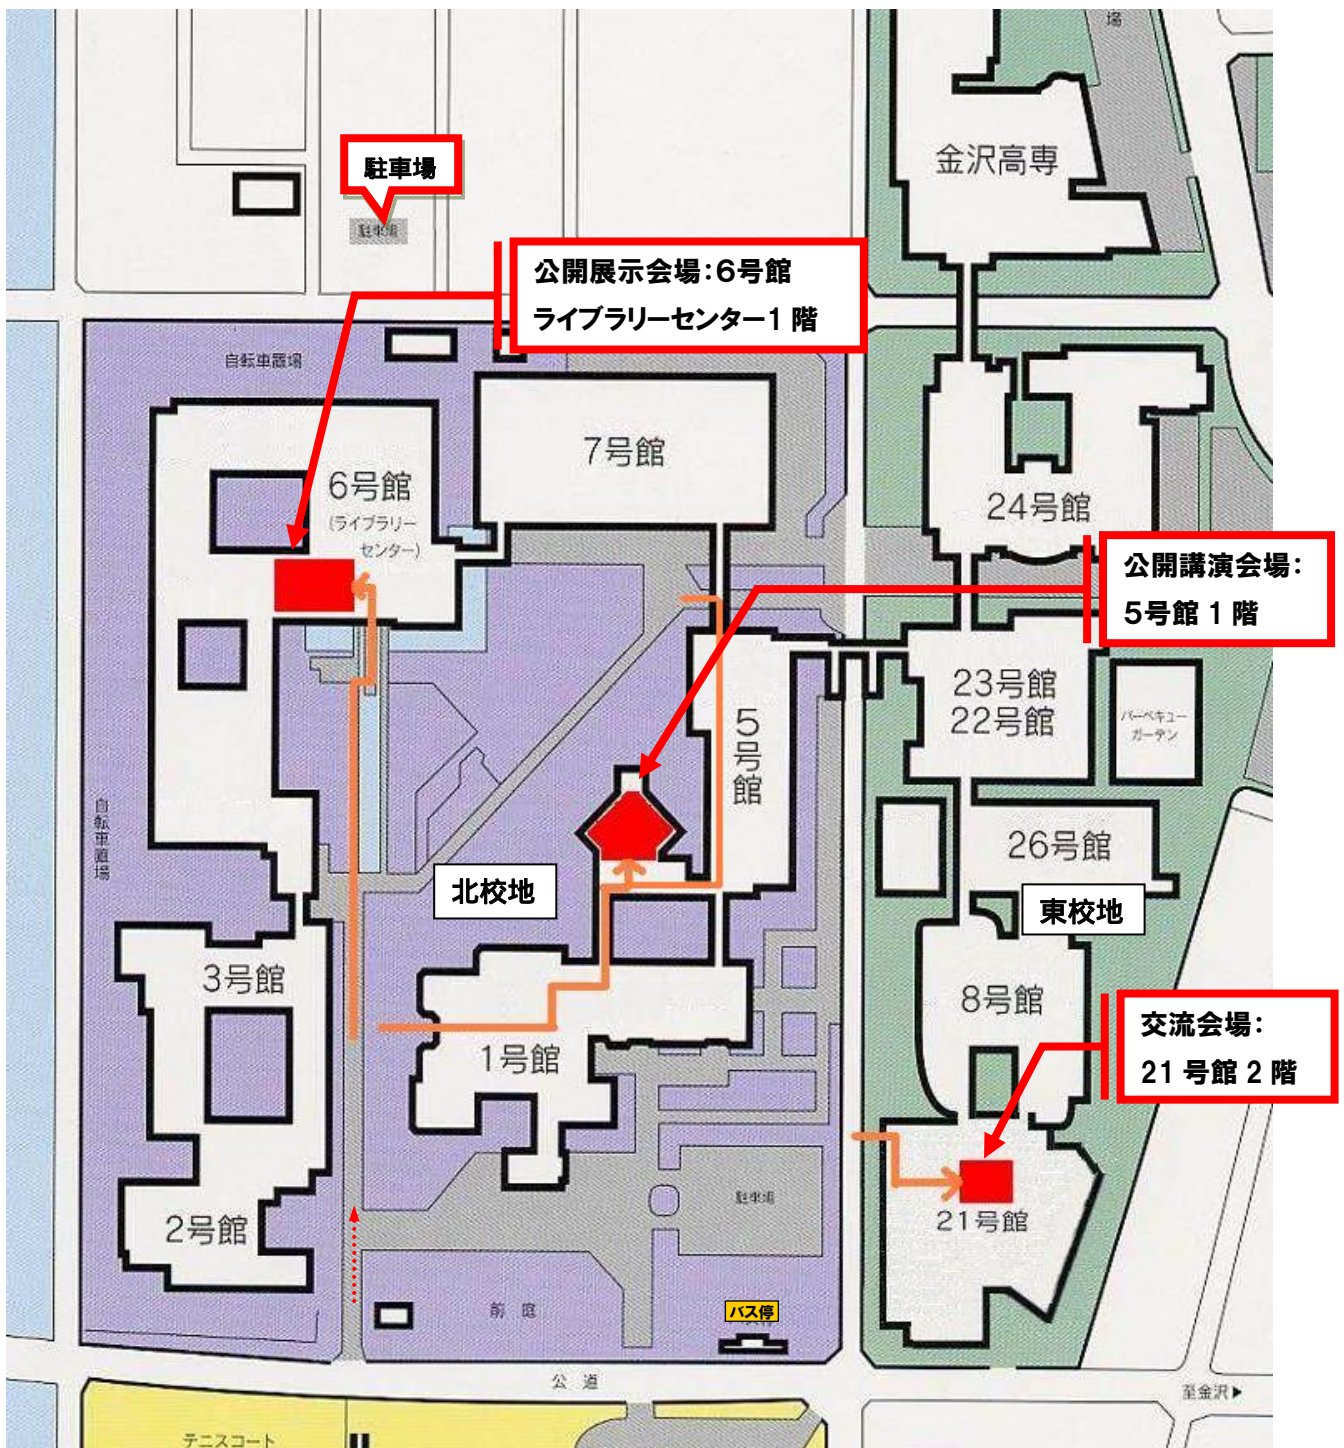 場
金沢高専
駐車場
駐車場
公開展示会場：6号館
ライブラリーセンター1 階
自転車置場
7号館
6号館
(ライブラリー
センター)
24号館
公開講演会場：
5号館 1 階
23号館
22号館
バーベキュー
ガーデン
5号館
自転車置場
26号館
北校地
東校地
3号館
8号館
交流会場：
21 号館 2 階
1号館
駐車場
21号館
2号館
前 庭
バス停
公 道
至金沢▶
テニスコート